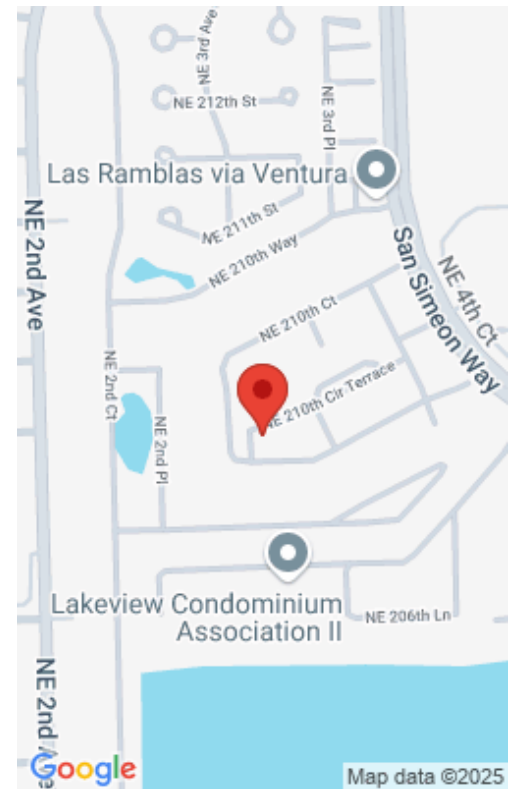 NE 3rd Ave
NE 212th St
NE 3rd Pl
Las Ramblas via Ventura
NE 211th St
NE 2nd Ave
NE 210th Way
San Simeon Way
NE 4th Ct
NE 210th Ct
NE 2nd Ct
NE 210th Cir Terrace
NE 2nd Pl
Lakeview Condominium
Association II
NE 206th Ln
NE 2nd Ave
Google
Map data ©2025